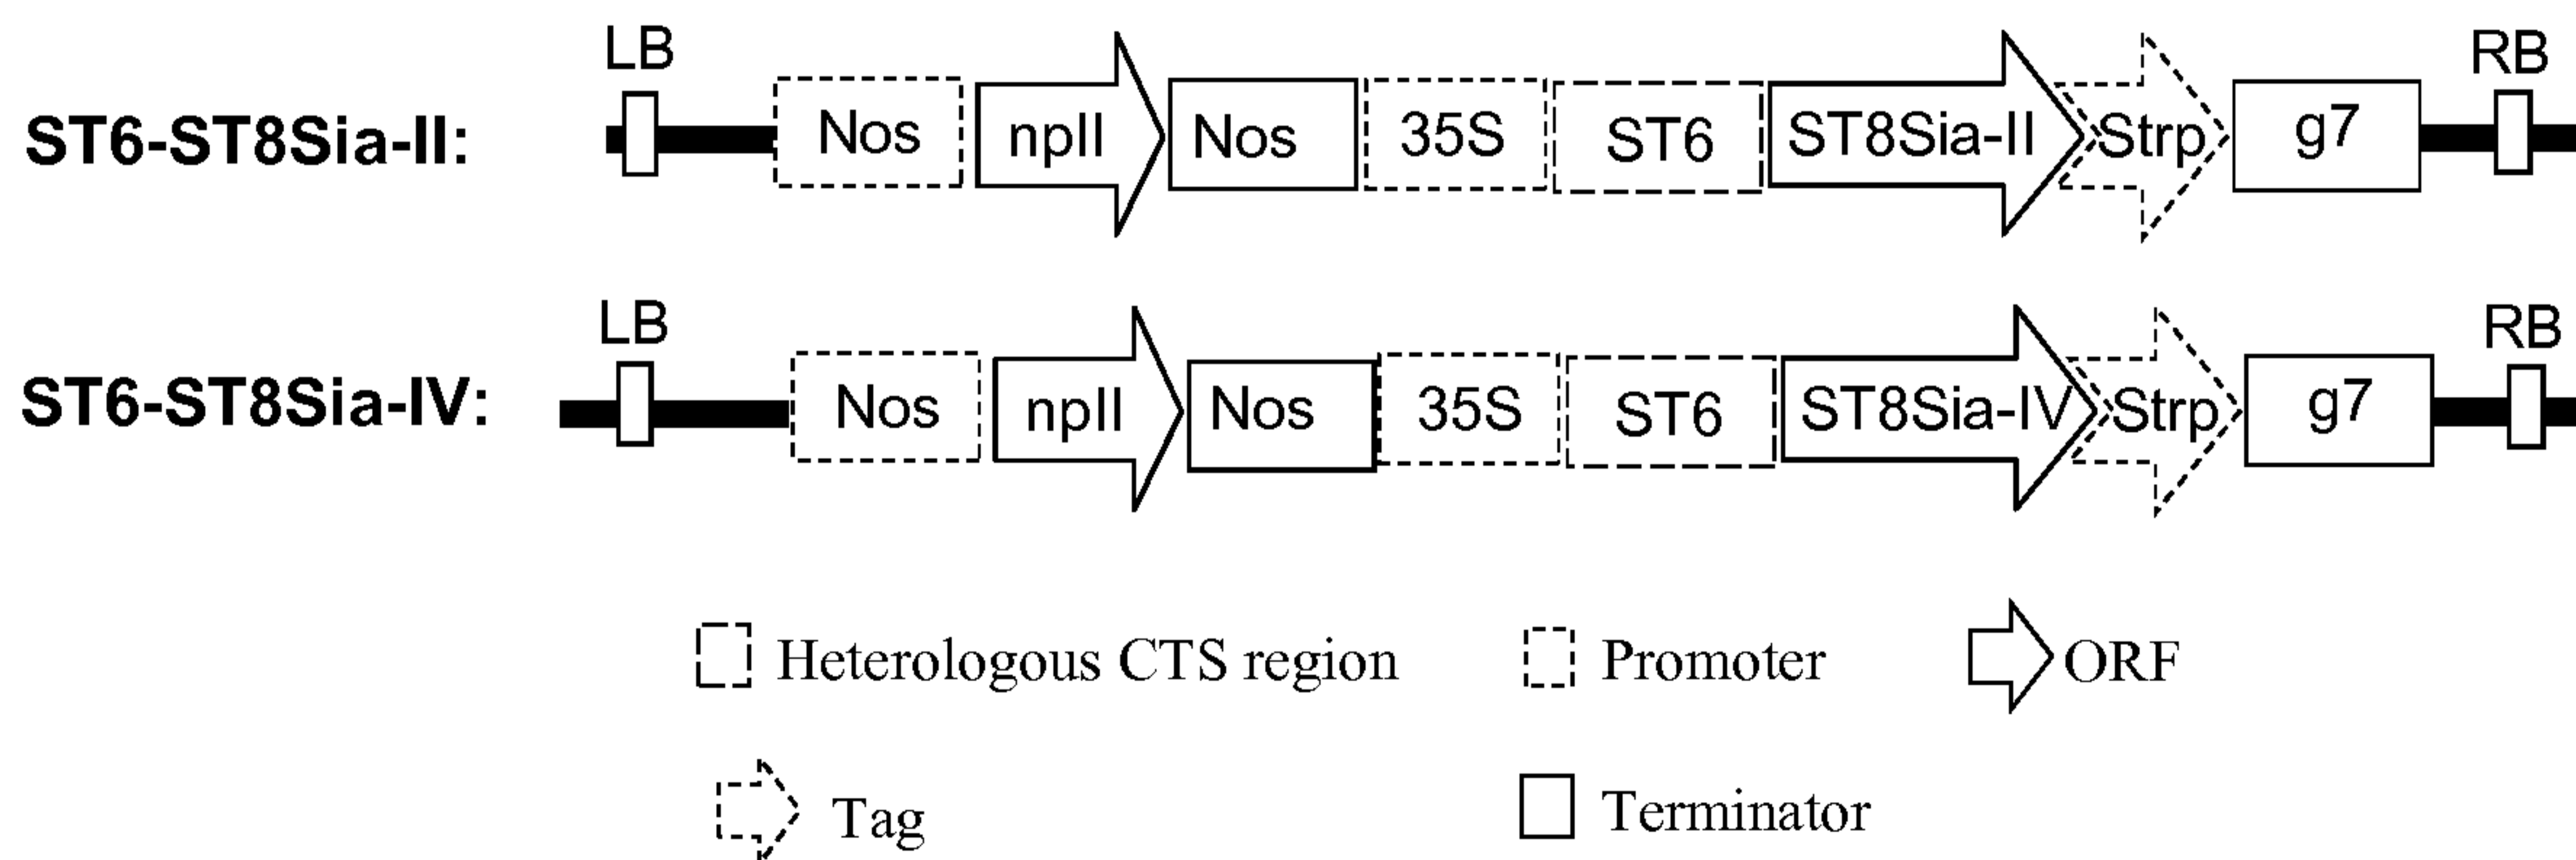 LB RB
ST6-ST8Sia-II: Nos npII Nos 35S ST6 ST8Sia-II Strp g7
LB RB
ST6-ST8Sia-IV: Nos npII Nos 35S ST6 ST8Sia-IV Strp g7
Heterologous CTS region Promoter ORF
Tag Terminator